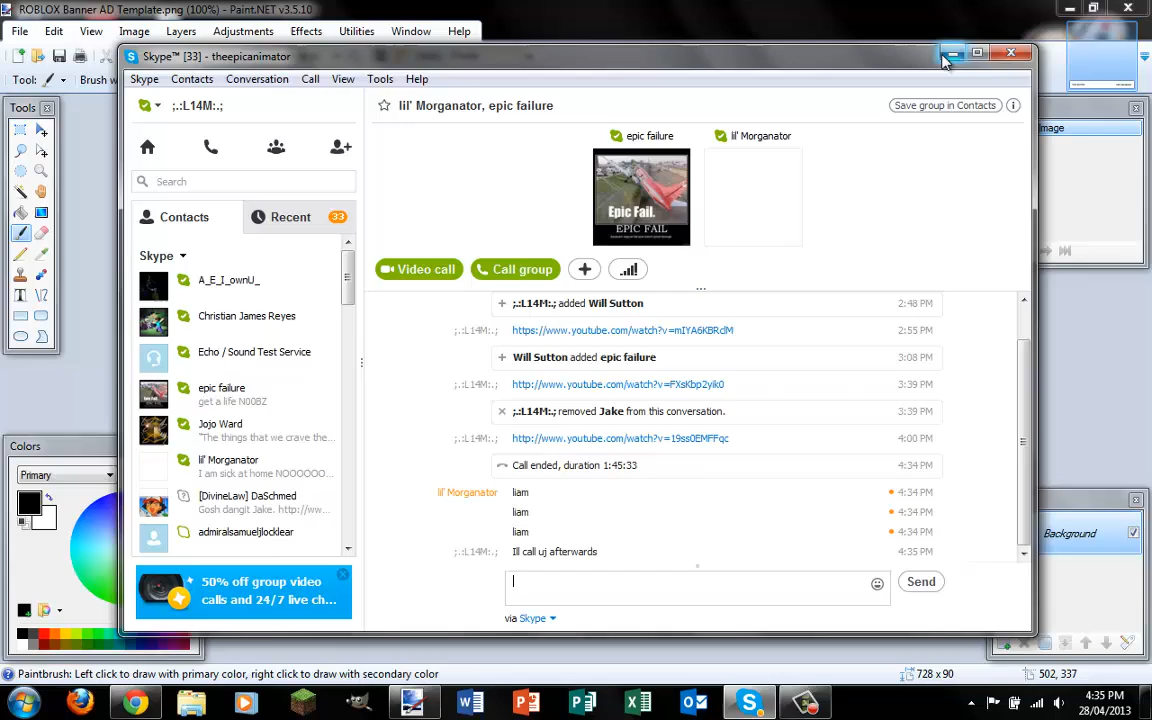 ROBLOX Banner AD Template.png (100%) - Paint.NET v3.5.10
File Edit View Image Layers Adjustments Effects Utilities Window Help
Tool: Brush w
Tools
Colors
Primary
Skype™ [33] - theepicanimator
Skype Contacts Conversation Call View Tools Help
;.:L14M:.;
Search
Contacts
Recent 33
Skype
A_E_I_ownU_
Christian James Reyes
Echo / Sound Test Service
epic failure
get a life N00BZ
Jojo Ward
"The things that we crave the...
lil' Morganator
I am sick at home NOOOOOO...
[DivineLaw] DaSchmed
Gosh dangit Jake. http://ww...
admiralsamueljlocklear
50% off group video
calls and 24/7 live ch...
lil' Morganator, epic failure
Save group in Contacts
epic failure
lil' Morganator
Epic Fail.
EPIC FAIL
Video call
Call group
;.:L14M:.; added Will Sutton 2:48 PM
;.:L14M:.; https://www.youtube.com/watch?v=mIYA6KBRdM 2:55 PM
Will Sutton added epic failure 3:08 PM
;.:L14M:.; http://www.youtube.com/watch?v=FXsKbp2yik0 3:39 PM
;.:L14M:.; removed Jake from this conversation. 3:39 PM
;.:L14M:.; http://www.youtube.com/watch?v=19ss0EMFFqc 4:00 PM
Call ended, duration 1:45:33 4:34 PM
lil' Morganator liam 4:34 PM
liam 4:34 PM
liam 4:34 PM
;.:L14M:.; Ill call uj afterwards 4:35 PM
Send
via Skype
Image
Background
Paintbrush: Left click to draw with primary color, right click to draw with secondary color
728 x 90
502, 337
4:35 PM
28/04/2013